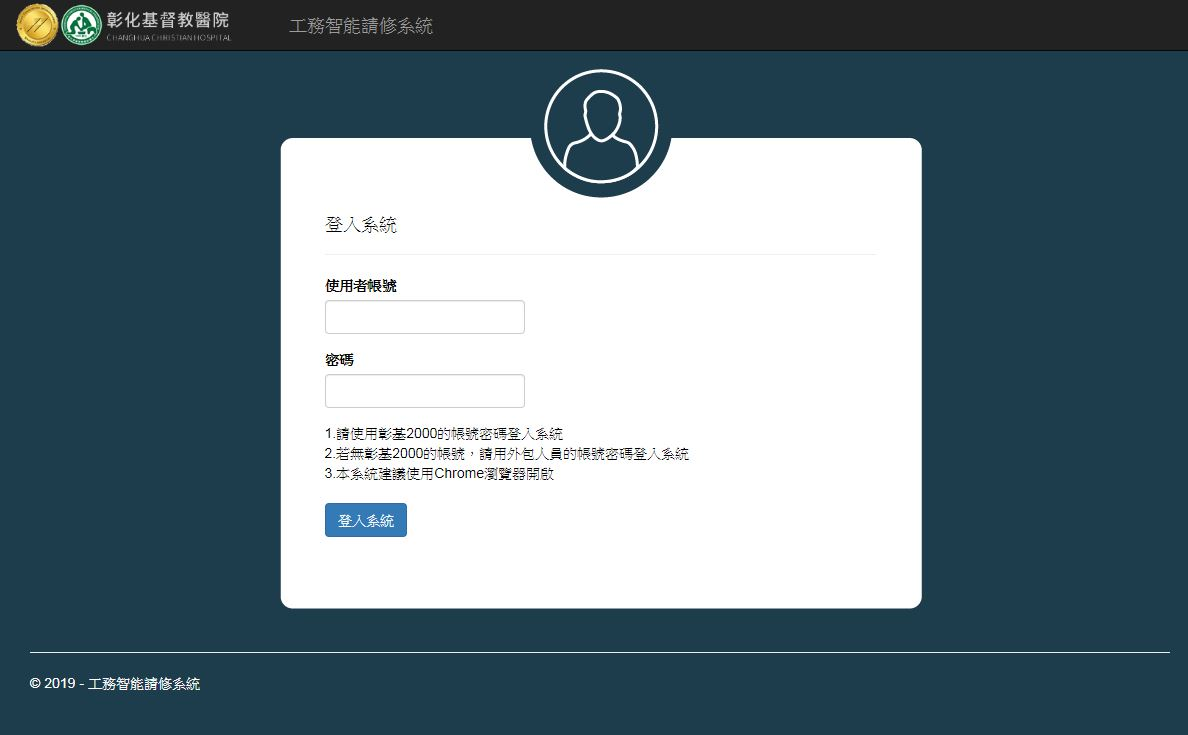 彰化基督教醫院
CHANGHUA CHRISTIAN HOSPITAL
工務智能請修系統
登入系統
使用者帳號
密碼
1.請使用彰基2000的帳號密碼登入系統
2.若無彰基2000的帳號，請用外包人員的帳號密碼登入系統
3.本系統建議使用Chrome瀏覽器開啟
登入系統
© 2019 - 工務智能請修系統